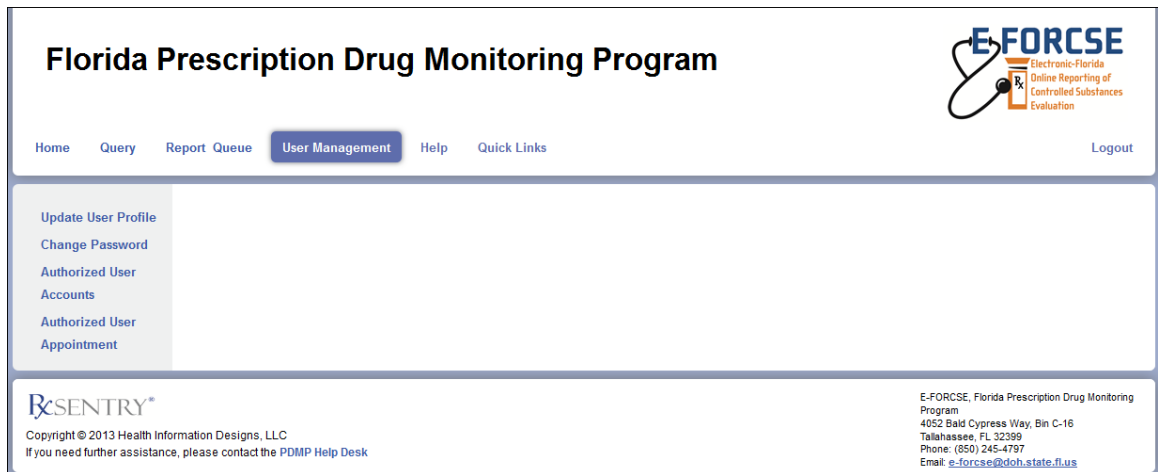 Florida Prescription Drug Monitoring Program
E-FORCSE
Electronic-Florida
Online Reporting of
Controlled Substances
Evaluation
Rx
Home Query Report Queue User Management Help Quick Links Logout
Update User Profile
Change Password
Authorized User
Accounts
Authorized User
Appointment
RxSENTRY®
Copyright © 2013 Health Information Designs, LLC
If you need further assistance, please contact the PDMP Help Desk
E-FORCSE, Florida Prescription Drug Monitoring
Program
4052 Bald Cypress Way, Bin C-16
Tallahassee, FL 32399
Phone: (850) 245-4797
Email: e-forcse@doh.state.fl.us